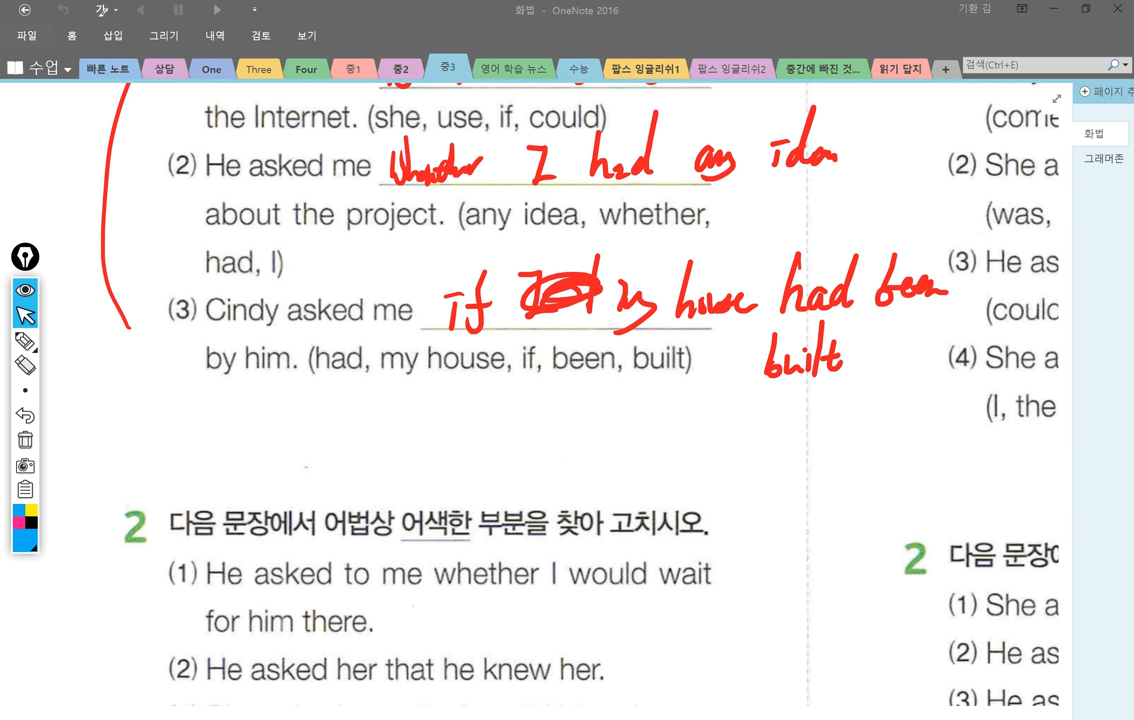 화법 - OneNote 2016
기환 김
파일 홈 삽입 그리기 내역 검토 보기
수업 빠른 노트 상담 One Three Four 중1 중2 중3 영어 학습 뉴스 수능 팝스 잉글리쉬1 팝스 잉글리쉬2 중간에 빠진 것... 읽기 답지 + 검색(Ctrl+E)
페이지 추
화법
그래머존
the Internet. (she, use, if, could)
(2) He asked me whether I had any idea
about the project. (any idea, whether,
had, I)
(3) Cindy asked me if my house had been
built
by him. (had, my house, if, been, built)
2 다음 문장에서 어법상 어색한 부분을 찾아 고치시오.
(1) He asked to me whether I would wait
for him there.
(2) He asked her that he knew her.
(2) She a
(was,
(3) He as
(coulc
(4) She a
(I, the
2 다음 문장에
(1) She a
(2) He as
(3) He as